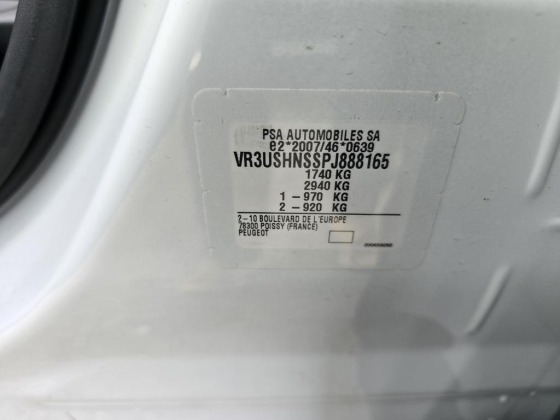 PSA AUTOMOBILES SA
e2*2007/46*0639
VR3USHNSSPJ888165
1740 KG
2940 KG
1 – 970 KG
2 – 920 KG
2–10 BOULEVARD DE L'EUROPE
78300 POISSY (FRANCE)
PEUGEOT